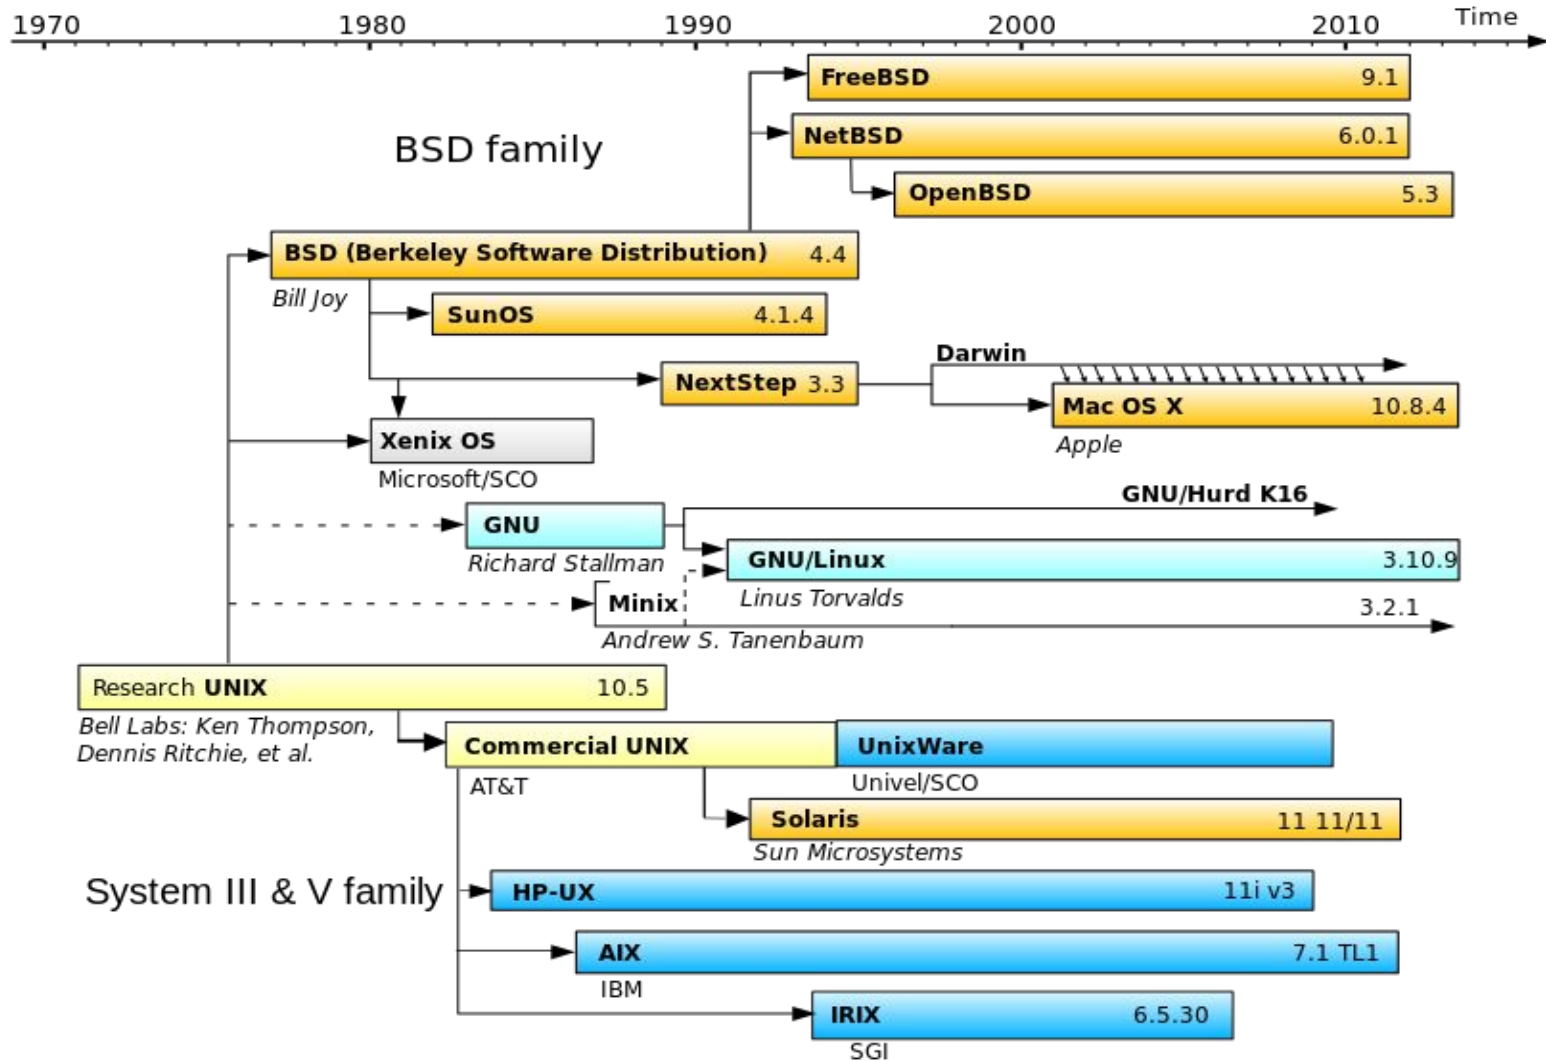 1970 1980 1990 2000 2010 Time
FreeBSD 9.1
BSD family
NetBSD 6.0.1
OpenBSD 5.3
BSD (Berkeley Software Distribution) 4.4
Bill Joy
SunOS 4.1.4
Darwin
NextStep 3.3
Mac OS X 10.8.4
Apple
Xenix OS
Microsoft/SCO
GNU/Hurd K16
GNU
Richard Stallman
GNU/Linux 3.10.9
Linus Torvalds
Minix 3.2.1
Andrew S. Tanenbaum
Research UNIX 10.5
Bell Labs: Ken Thompson,
Dennis Ritchie, et al.
Commercial UNIX
AT&T
UnixWare
Univel/SCO
Solaris 11 11/11
Sun Microsystems
System III & V family
HP-UX 11i v3
AIX 7.1 TL1
IBM
IRIX 6.5.30
SGI